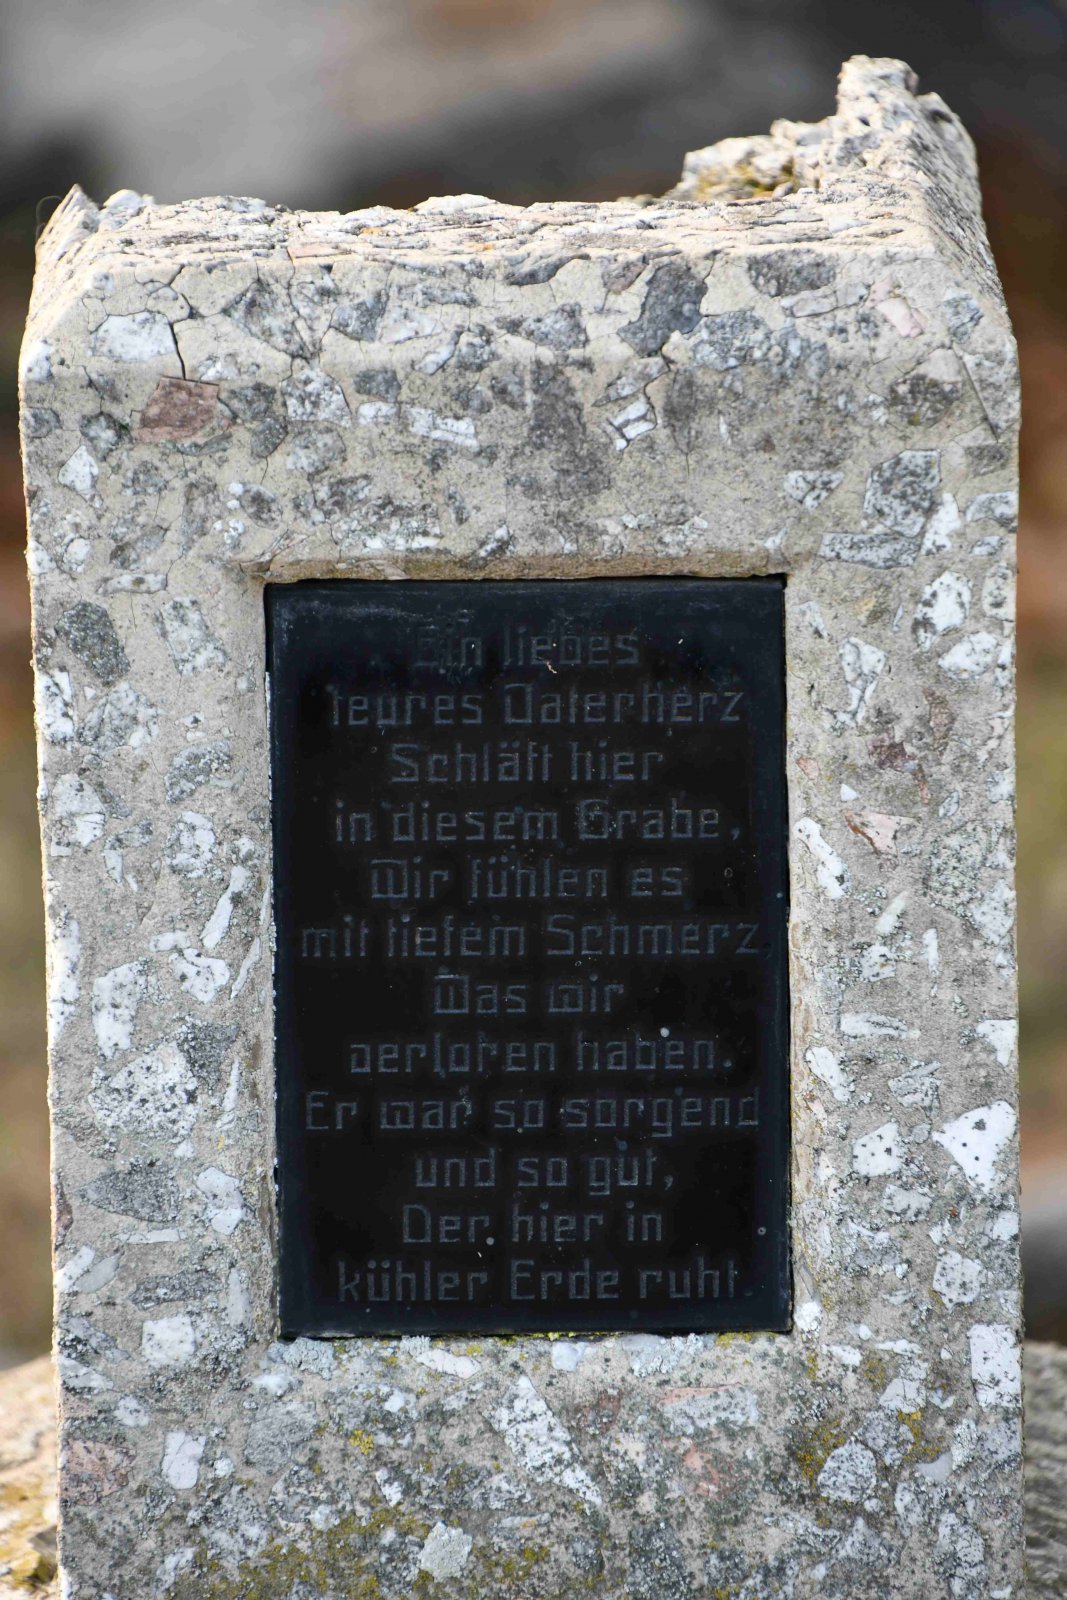 Ein liebes
teures Vaterherz
Schläft hier
in diesem Grabe,
Wir fühlen es
mit tiefem Schmerz
Was wir
verloren haben.
Er war so sorgend
und so gut,
Der hier in
kühler Erde ruht.